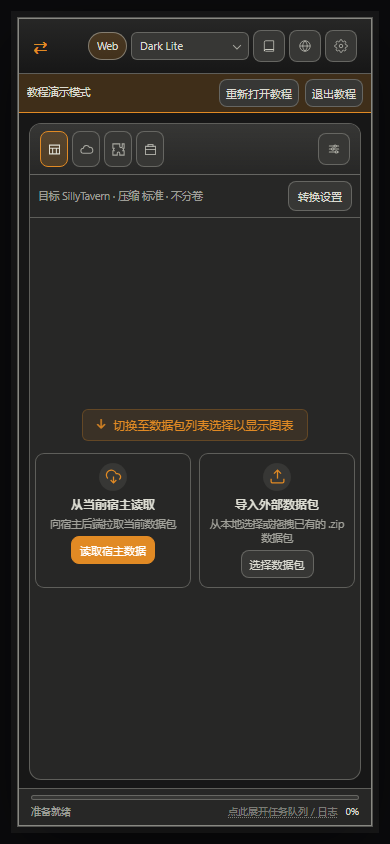 Web
Dark Lite
教程演示模式
重新打开教程
退出教程
目标 SillyTavern · 压缩 标准 · 不分卷
转换设置
切换至数据包列表选择以显示图表
从当前宿主读取
向宿主后端拉取当前数据包
读取宿主数据
导入外部数据包
从本地选择或拖拽已有的 .zip
数据包
选择数据包
准备就绪
点此展开任务队列 / 日志
0%